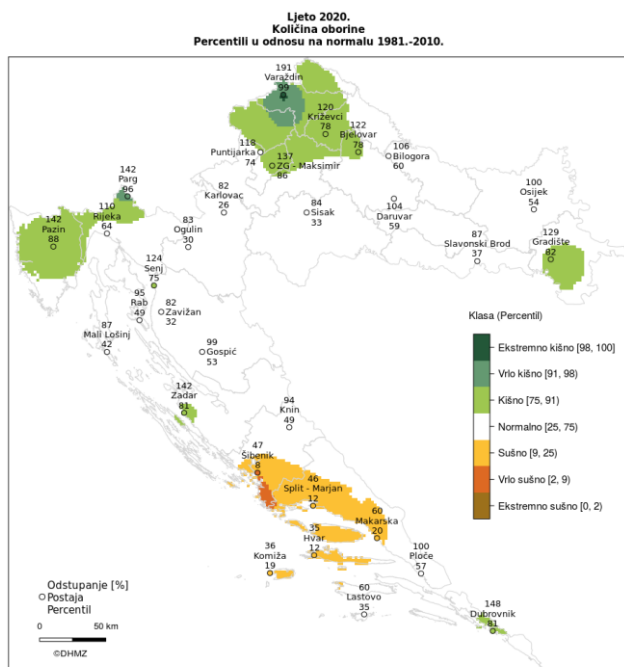 Ljeto 2020.
Količina oborine
Percentili u odnosu na normalu 1981.-2010.
191
Varaždin
99
120
Križevci
78
122
Bjelovar
78
118
Puntijarka
74
137
ZG - Maksimir
86
106
Bilogora
60
142
Parg
96
110
Rijeka
64
142
Pazin
88
82
Karlovac
26
83
Ogulin
30
84
Sisak
33
104
Daruvar
59
100
Osijek
54
87
Slavonski Brod
37
129
Gradište
82
124
Senj
75
95
Rab
49
82
Zavižan
32
87
Mali Lošinj
42
99
Gospić
53
142
Zadar
81
94
Knin
49
47
Šibenik
8
46
Split - Marjan
12
60
Makarska
20
35
Hvar
12
36
Komiža
19
100
Ploče
57
60
Lastovo
35
148
Dubrovnik
81
Klasa (Percentil)
Ekstremno kišno [98, 100]
Vrlo kišno [91, 98)
Kišno [75, 91)
Normalno [25, 75)
Sušno [9, 25)
Vrlo sušno [2, 9)
Ekstremno sušno [0, 2)
Odstupanje [%]
Postaja
Percentil
0 50 km
©DHMZ